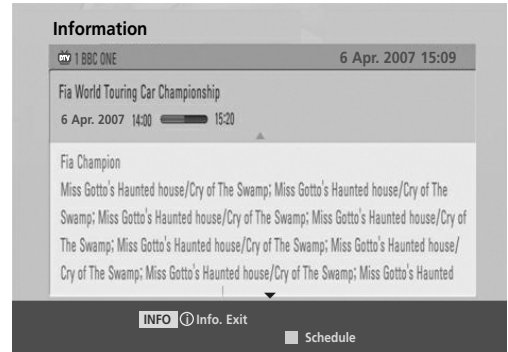 Information
DTV 1 BBC ONE 6 Apr. 2007 15:09
Fia World Touring Car Championship
6 Apr. 2007 14:00 15:20
Fia Champion
Miss Gotto's Haunted house/Cry of The Swamp; Miss Gotto's Haunted house/Cry of The
Swamp; Miss Gotto's Haunted house/Cry of The Swamp; Miss Gotto's Haunted house/Cry of
The Swamp; Miss Gotto's Haunted house/Cry of The Swamp; Miss Gotto's Haunted house/
Cry of The Swamp; Miss Gotto's Haunted house/Cry of The Swamp; Miss Gotto's Haunted
INFO i Info. Exit
Schedule